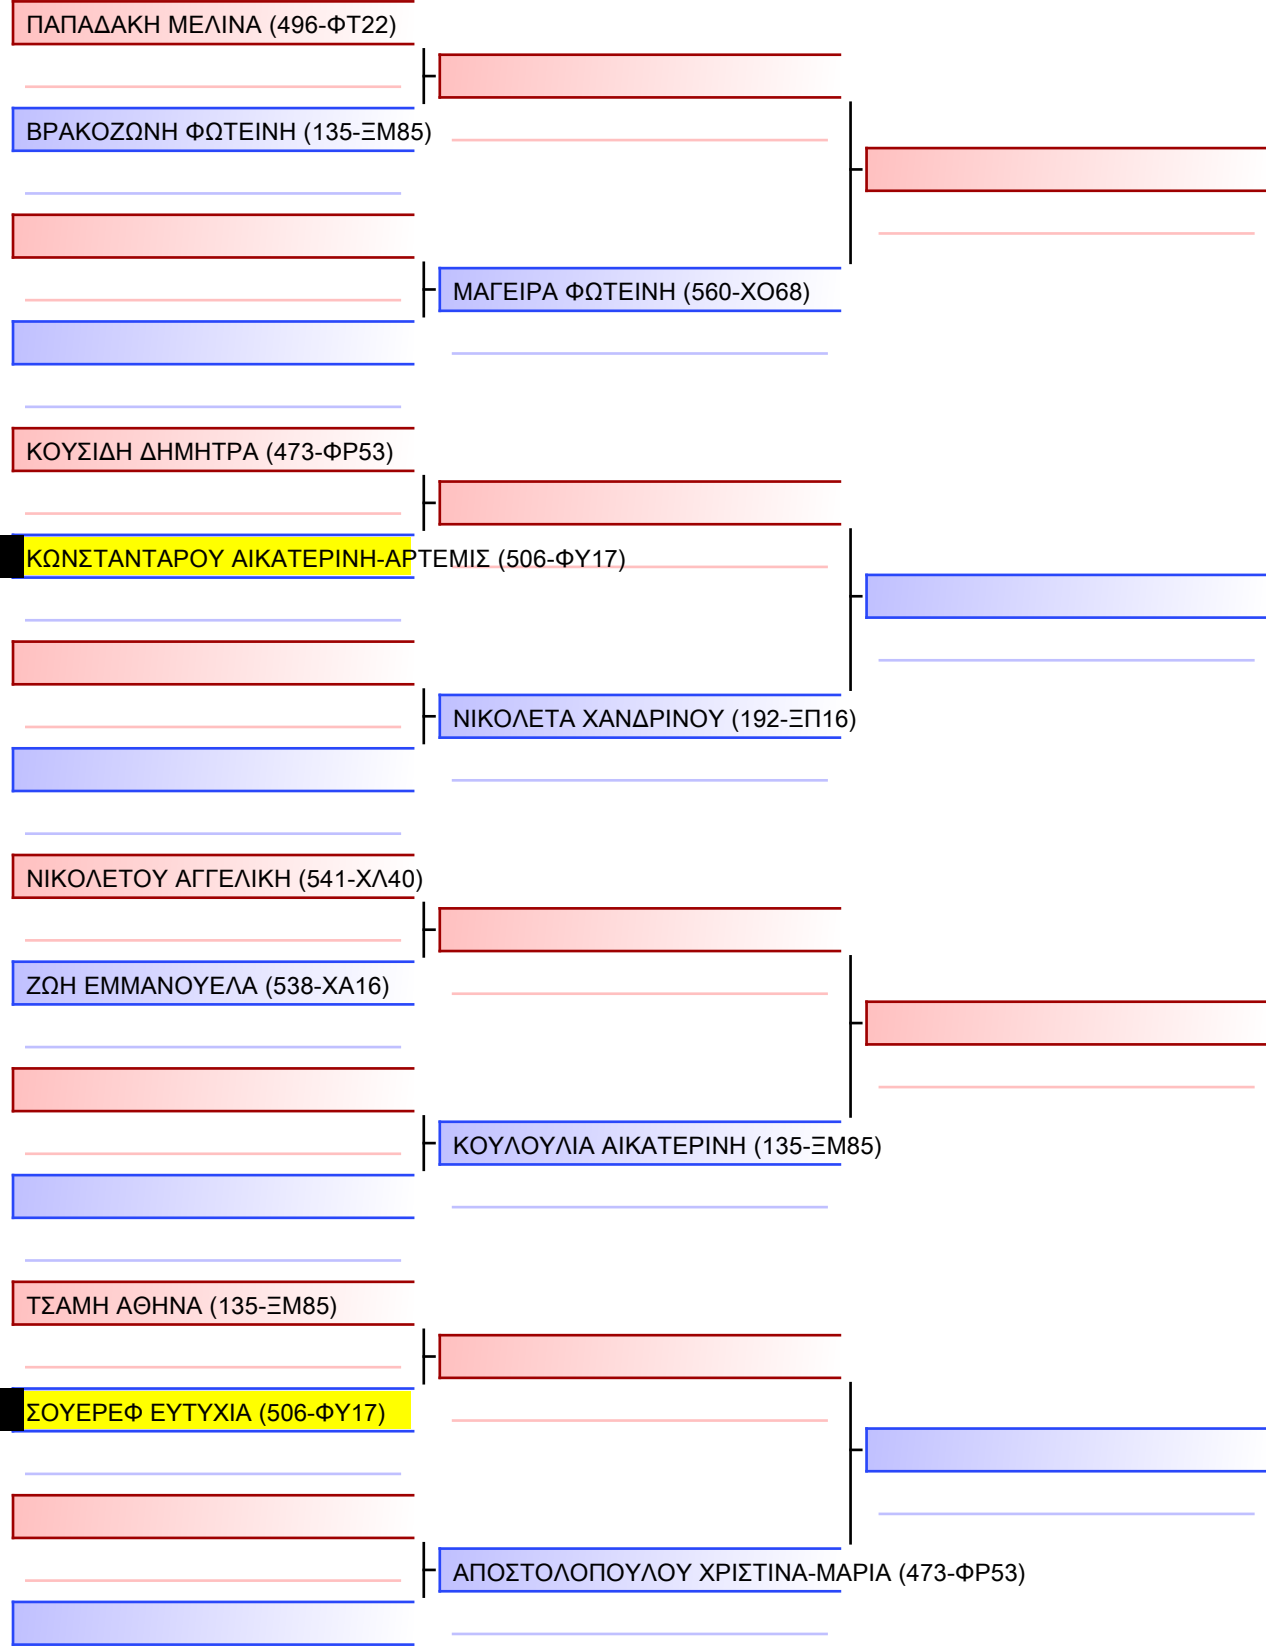 ΠΑΠΑΔΑΚΗ ΜΕΛΙΝΑ (496-ΦΤ22)
ΒΡΑΚΟΖΩΝΗ ΦΩΤΕΙΝΗ (135-ΞΜ85)
ΜΑΓΕΙΡΑ ΦΩΤΕΙΝΗ (560-ΧΟ68)
ΚΟΥΣΙΔΗ ΔΗΜΗΤΡΑ (473-ΦΡ53)
ΚΩΝΣΤΑΝΤΑΡΟΥ ΑΙΚΑΤΕΡΙΝΗ-ΑΡΤΕΜΙΣ (506-ΦΥ17)
ΝΙΚΟΛΕΤΑ ΧΑΝΔΡΙΝΟΥ (192-ΞΠ16)
ΝΙΚΟΛΕΤΟΥ ΑΓΓΕΛΙΚΗ (541-ΧΛ40)
ΖΩΗ ΕΜΜΑΝΟΥΕΛΑ (538-ΧΑ16)
ΚΟΥΛΟΥΛΙΑ ΑΙΚΑΤΕΡΙΝΗ (135-ΞΜ85)
ΤΣΑΜΗ ΑΘΗΝΑ (135-ΞΜ85)
ΣΟΥΕΡΕΦ ΕΥΤΥΧΙΑ (506-ΦΥ17)
ΑΠΟΣΤΟΛΟΠΟΥΛΟΥ ΧΡΙΣΤΙΝΑ-ΜΑΡΙΑ (473-ΦΡ53)